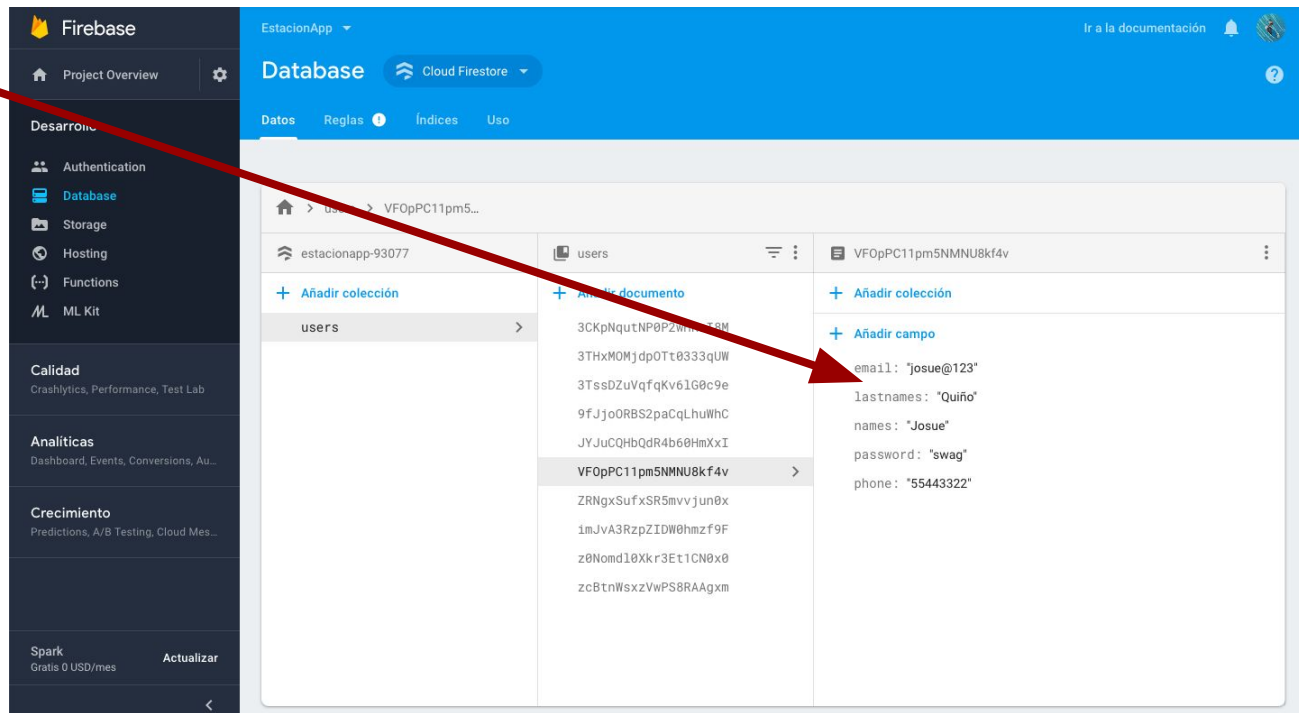 Firebase
Project Overview
Desarrollo
Authentication
Database
Storage
Hosting
Functions
ML Kit
Calidad
Crashlytics, Performance, Test Lab
Analíticas
Dashboard, Events, Conversions, Au…
Crecimiento
Predictions, A/B Testing, Cloud Mes…
Spark
Gratis 0 USD/mes
Actualizar
EstacionApp
Ir a la documentación
Database
Cloud Firestore
Datos Reglas Índices Uso
> users > VFOpPC11pm5…
estacionapp-93077
+ Añadir colección
users
users
+ Añadir documento
3THxMOMjdpOTt0333qUW
3TssDZuVqfqKv6lG0c9e
9fJjoORBS2paCqLhuWhC
JYJuCQHbQdR4b60HmXxI
VFOpPC11pm5NMNU8kf4v
ZRNgxSufxSR5mvvjun0x
imJvA3RzpZIDW0hmzf9F
z0Nomdl0Xkr3Et1CN0x0
zcBtnWsxzVwPS8RAAgxm
VFOpPC11pm5NMNU8kf4v
+ Añadir colección
+ Añadir campo
email: "josue@123"
lastnames: "Quiño"
names: "Josue"
password: "swag"
phone: "55443322"